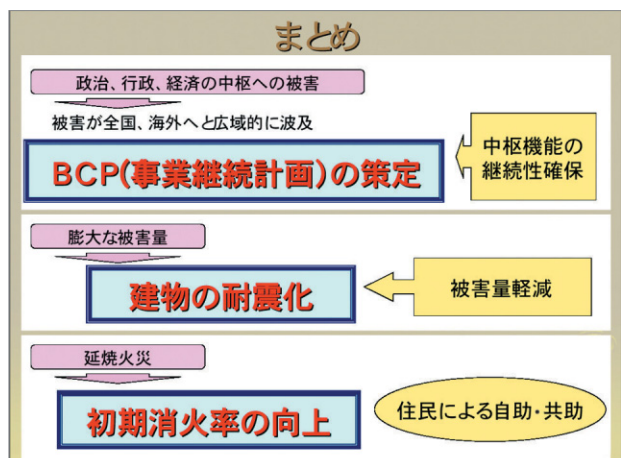 まとめ
政治、行政、経済の中枢への被害
被害が全国、海外へと広域的に波及
BCP(事業継続計画)の策定
中枢機能の
継続性確保
膨大な被害量
建物の耐震化
被害量軽減
延焼火災
初期消火率の向上
住民による自助・共助